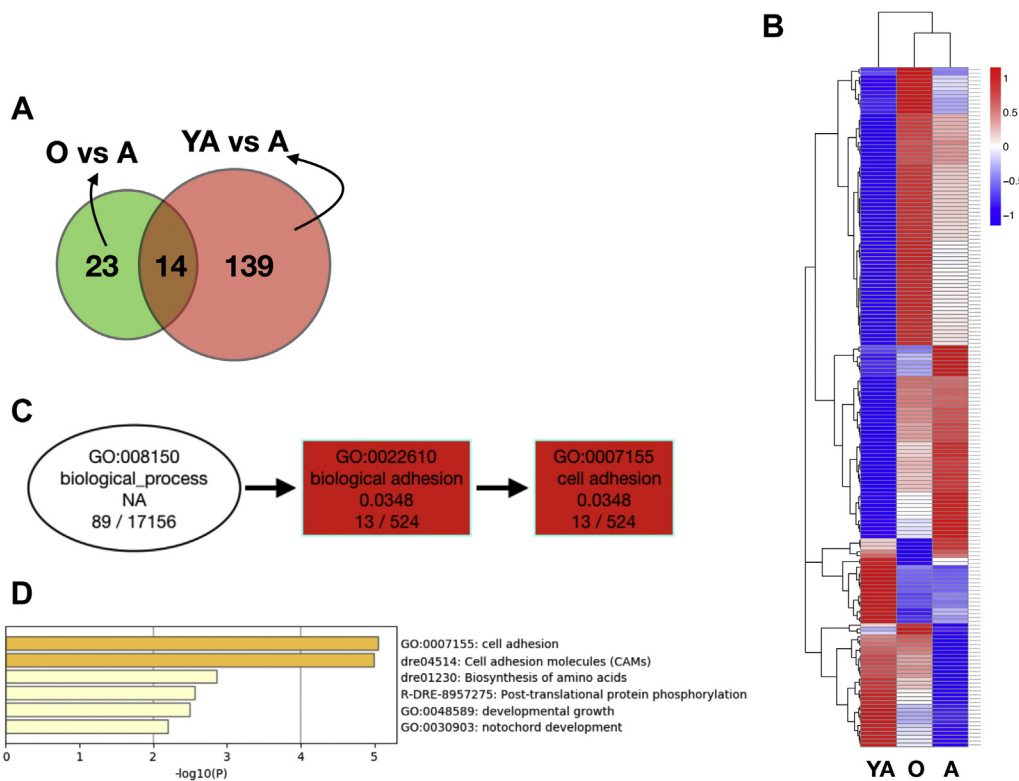 A
O vs A
YA vs A
23
14
139
B
1
0.5
0
−0.5
−1
YA O A
C
GO:008150
biological_process
NA
89 / 17156
GO:0022610
biological adhesion
0.0348
13 / 524
GO:0007155
cell adhesion
0.0348
13 / 524
D
GO:0007155: cell adhesion
dre04514: Cell adhesion molecules (CAMs)
dre01230: Biosynthesis of amino acids
R-DRE-8957275: Post-translational protein phosphorylation
GO:0048589: developmental growth
GO:0030903: notochord development
0 1 2 3 4 5
-log10(P)